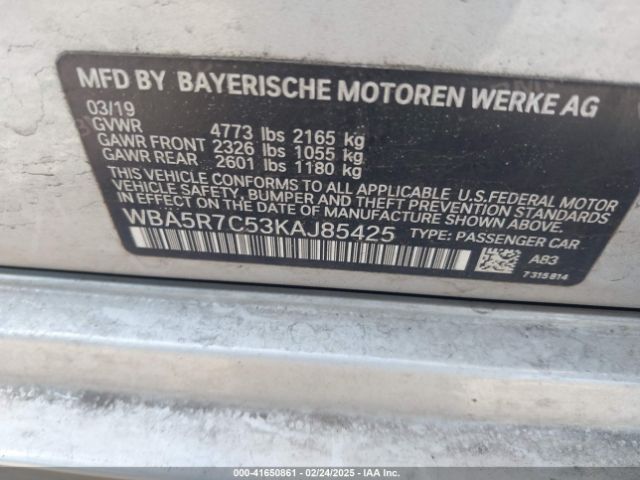 MFD BY BAYERISCHE MOTOREN WERKE AG
03/19
GVWR 4773 lbs 2165 kg
GAWR FRONT 2326 lbs 1055 kg
GAWR REAR 2601 lbs 1180 kg
THIS VEHICLE CONFORMS TO ALL APPLICABLE U.S.FEDERAL MOTOR
VEHICLE SAFETY, BUMPER AND THEFT PREVENTION STANDARDS
IN EFFECT ON THE DATE OF MANUFACTURE SHOWN ABOVE.
WBA5R7C53KAJ85425 TYPE: PASSENGER CAR
A83
7315814
000-41650861 - 02/24/2025 - IAA Inc.